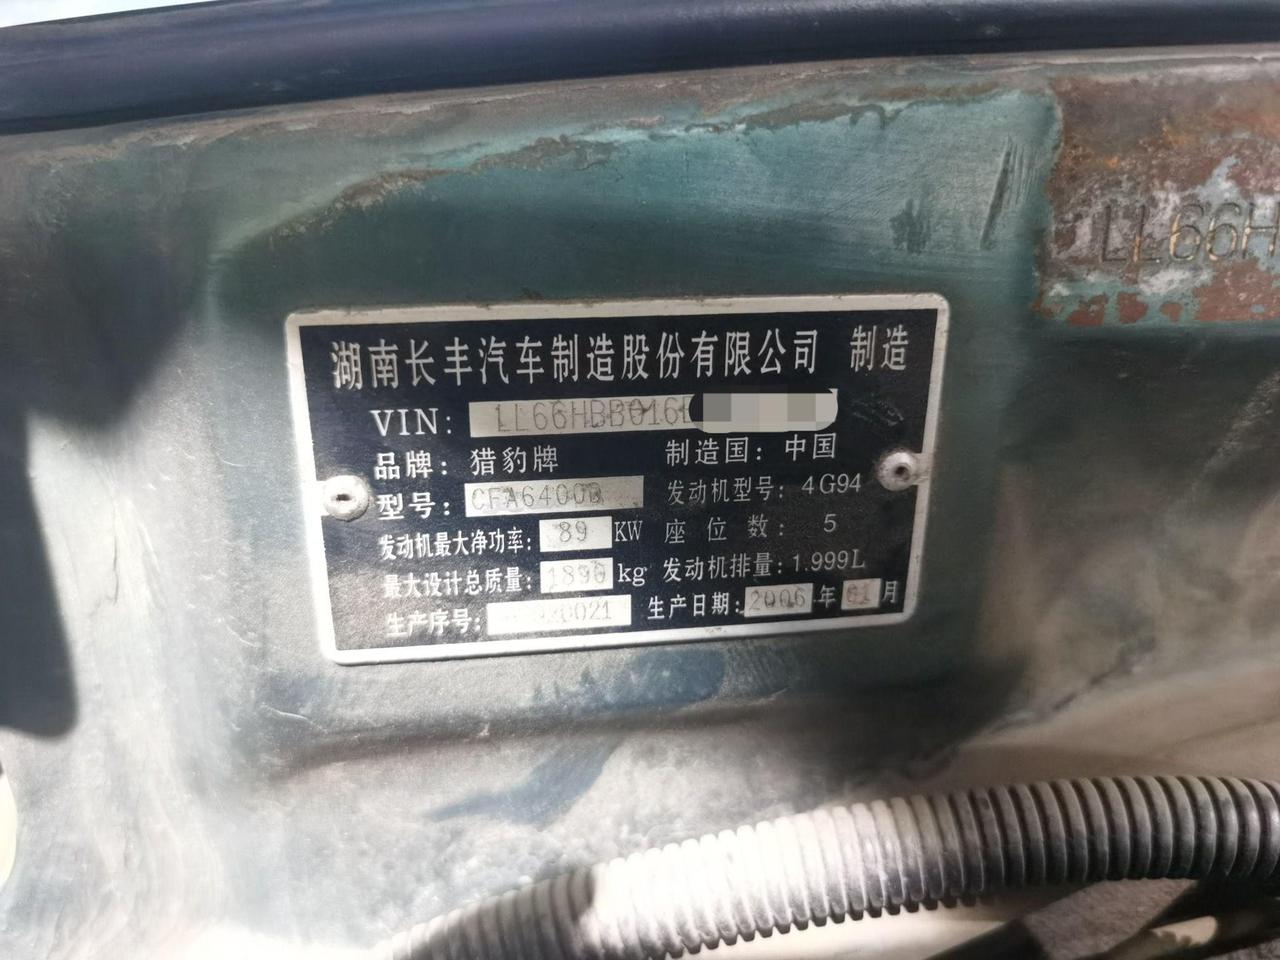 LL66H
湖南长丰汽车制造股份有限公司 制造
VIN: LL66HBB016B
品牌: 猎豹牌 制造国: 中国
型号: CFA6400B 发动机型号: 4G94
发动机最大净功率: 89 KW 座位数: 5
最大设计总质量: 1890 kg 发动机排量: 1.999L
生产序号: 生产日期: 2006 年 01 月